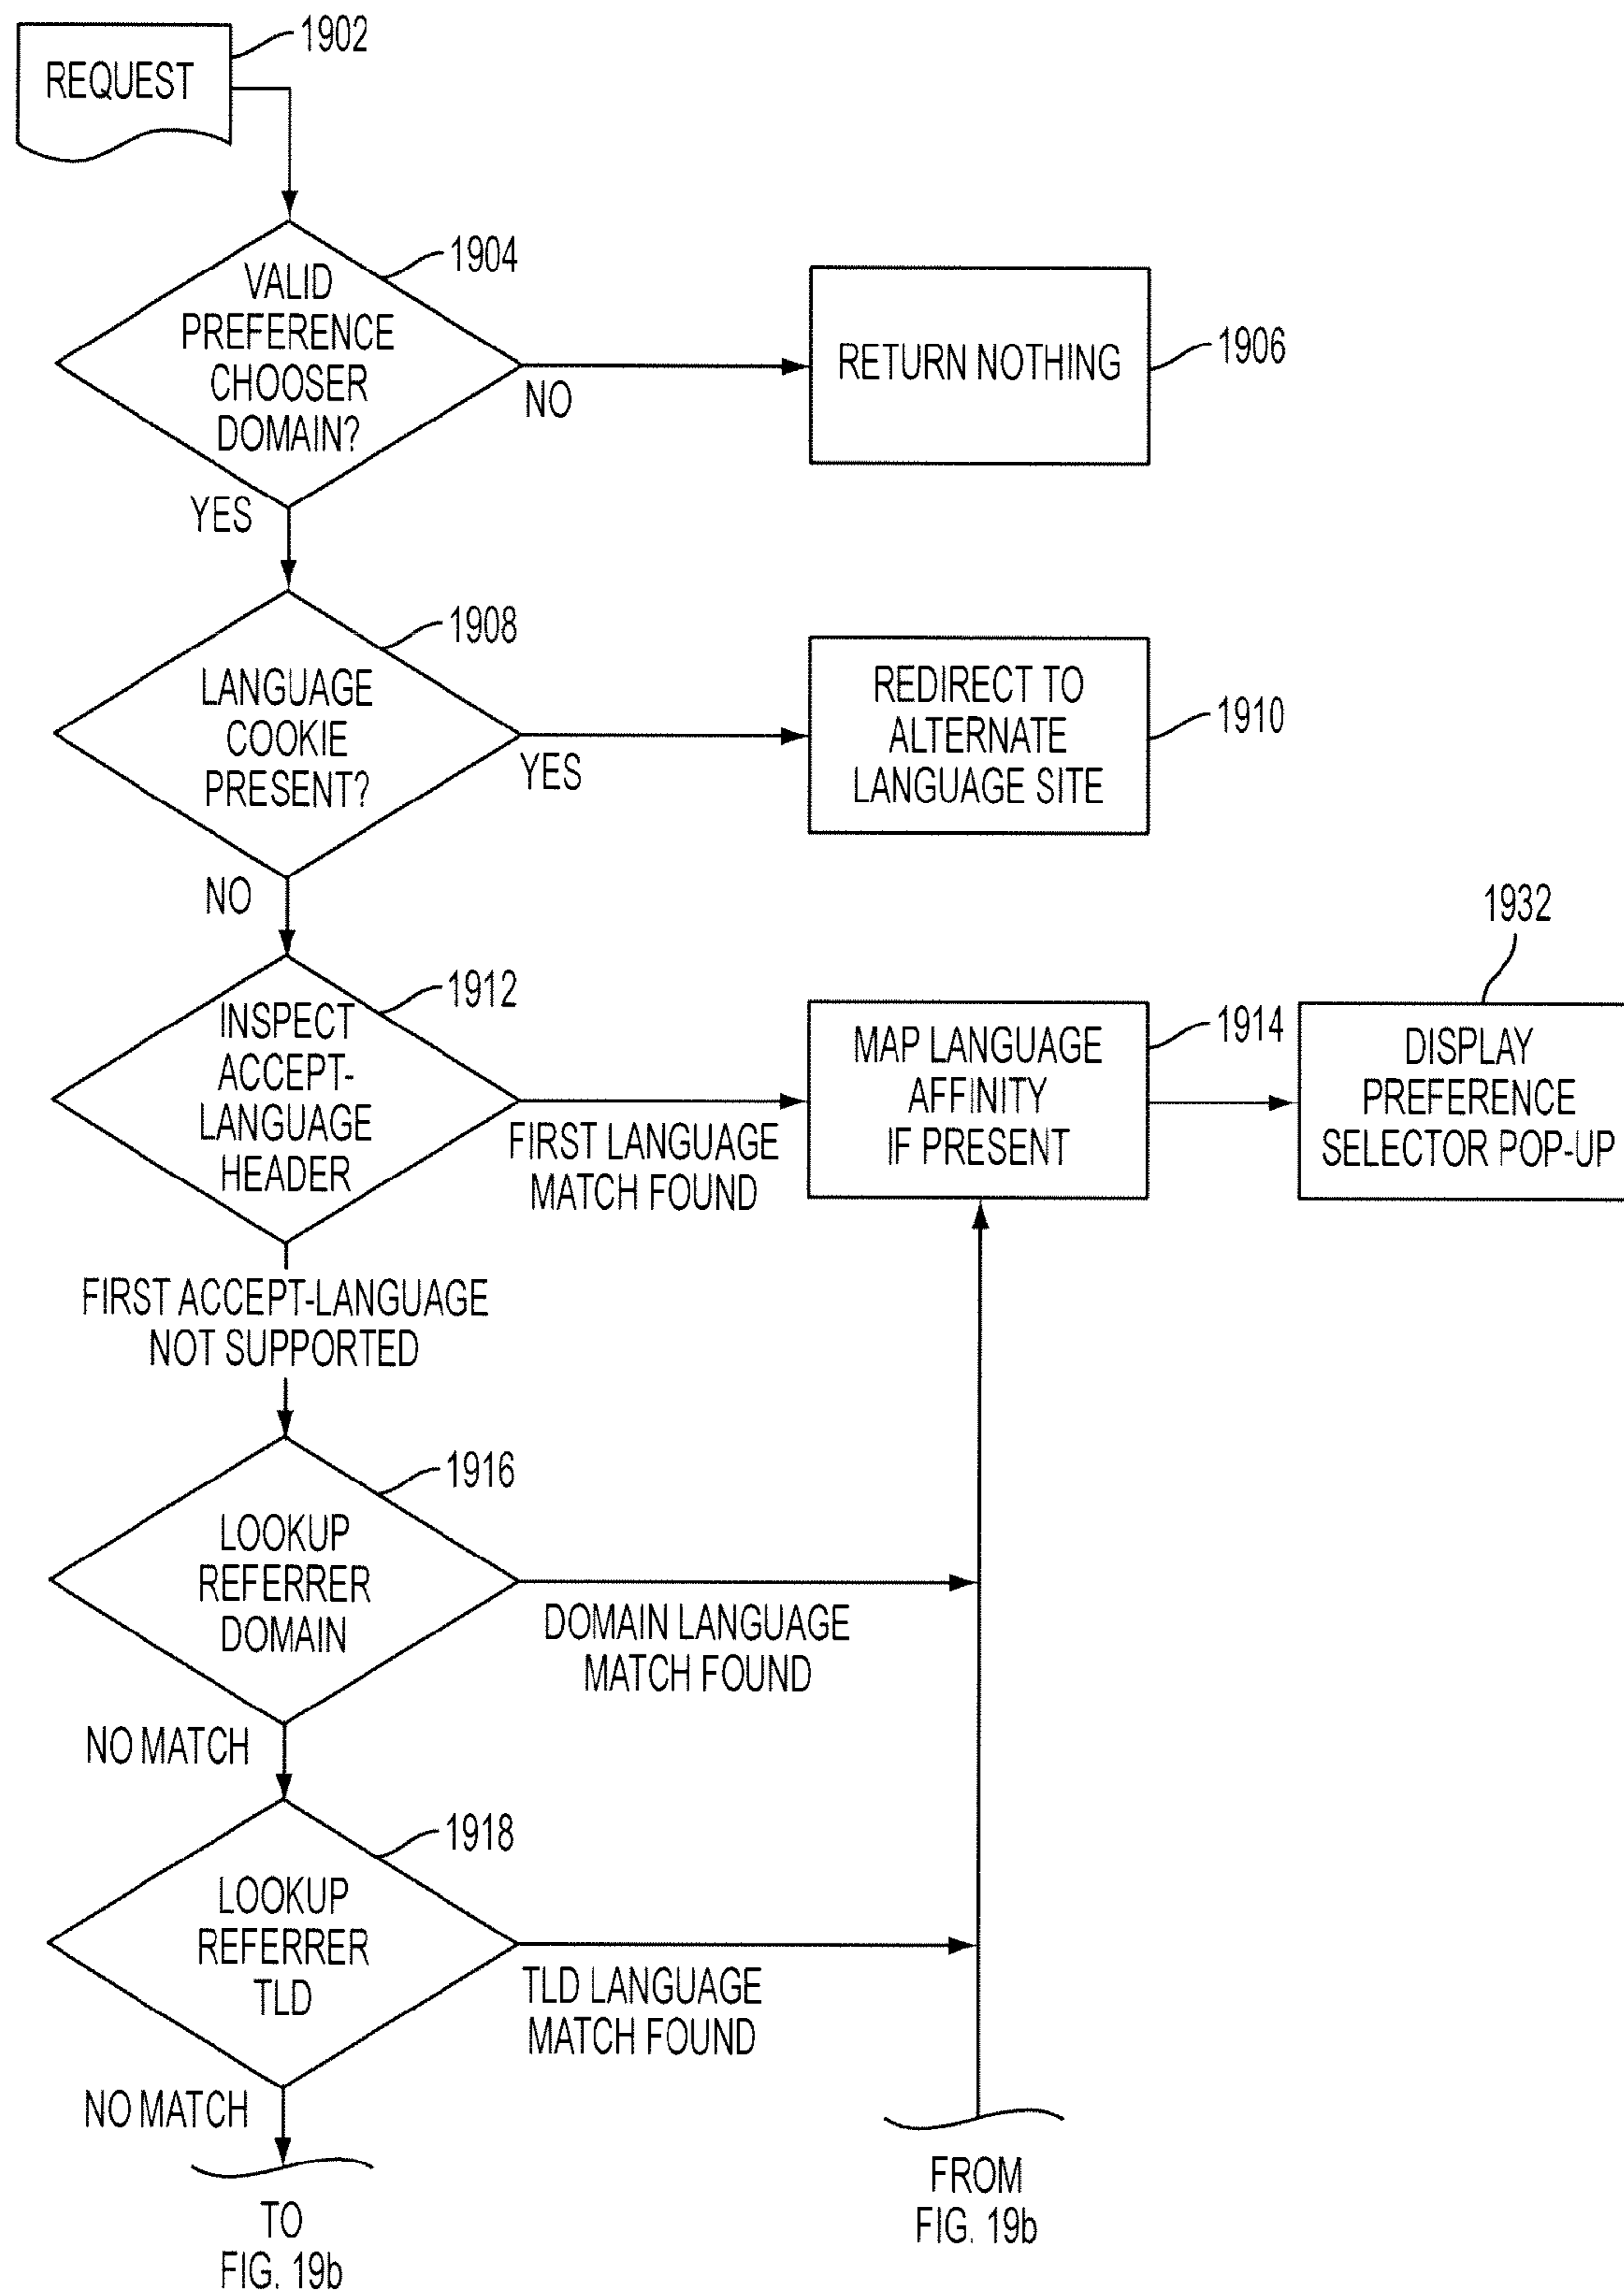 1902
REQUEST
1904
VALID
PREFERENCE
CHOOSER
DOMAIN?
NO
RETURN NOTHING
1906
YES
1908
LANGUAGE
COOKIE
PRESENT?
YES
REDIRECT TO
ALTERNATE
LANGUAGE SITE
1910
NO
1912
INSPECT
ACCEPT-
LANGUAGE
HEADER
FIRST LANGUAGE
MATCH FOUND
MAP LANGUAGE
AFFINITY
IF PRESENT
1914
1932
DISPLAY
PREFERENCE
SELECTOR POP-UP
FIRST ACCEPT-LANGUAGE
NOT SUPPORTED
1916
LOOKUP
REFERRER
DOMAIN
DOMAIN LANGUAGE
MATCH FOUND
NO MATCH
1918
LOOKUP
REFERRER
TLD
TLD LANGUAGE
MATCH FOUND
NO MATCH
TO
FIG. 19b
FROM
FIG. 19b